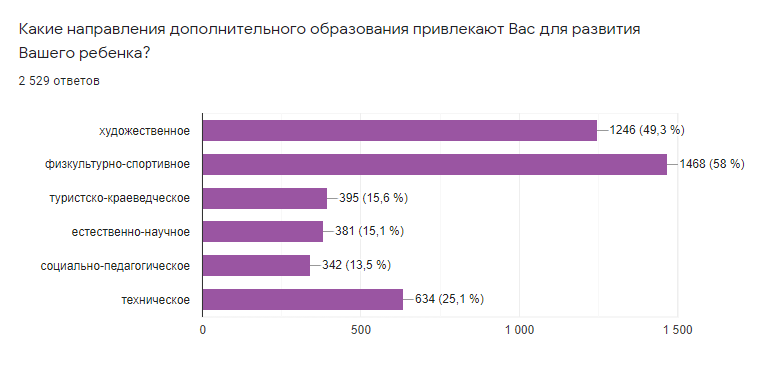 Какие направления дополнительного образования привлекают Вас для развития
Вашего ребенка?
2 529 ответов
художественное 1246 (49,3 %)
физкультурно-спортивное 1468 (58 %)
туристско-краеведческое 395 (15,6 %)
естественно-научное 381 (15,1 %)
социально-педагогическое 342 (13,5 %)
техническое 634 (25,1 %)
0 500 1 000 1 500